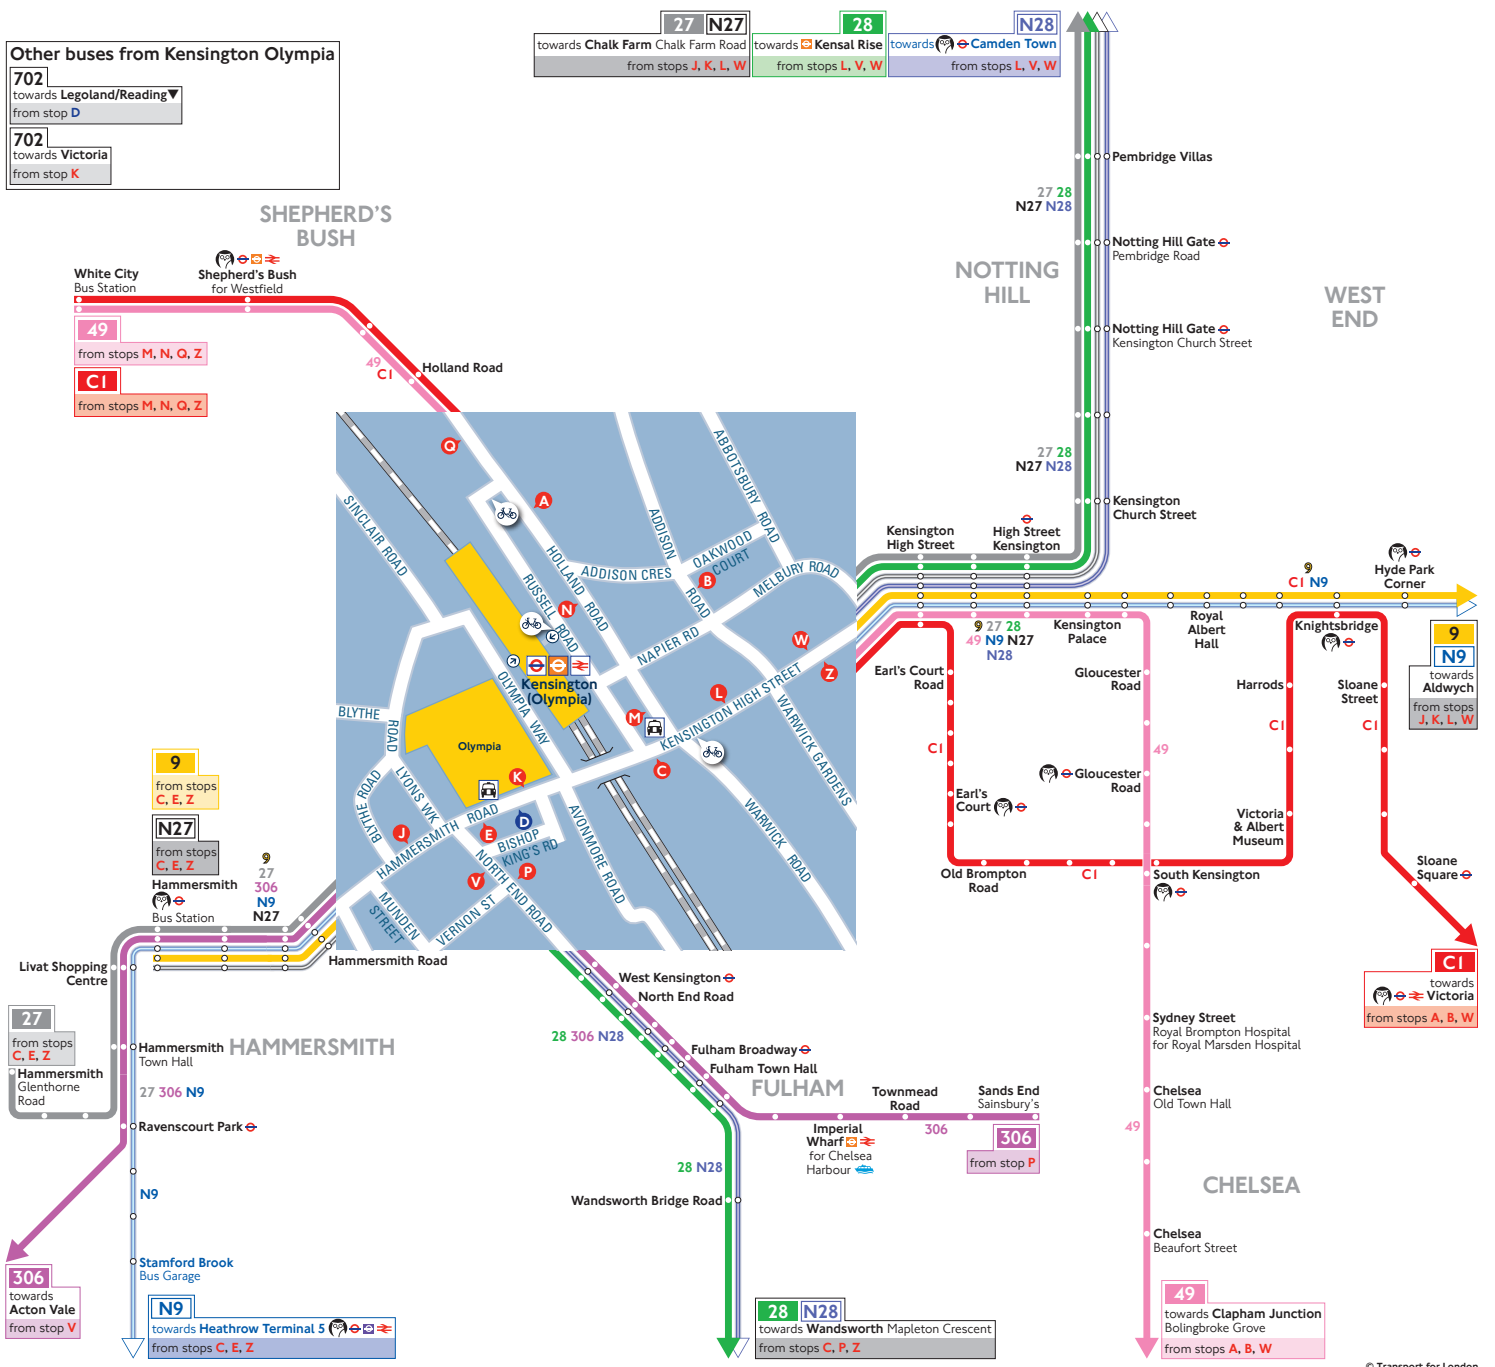 Other buses from Kensington Olympia
702
towards Legoland/Reading▼
from stop D
702
towards Victoria
from stop K
27 N27
towards Chalk Farm Chalk Farm Road
from stops J, K, L, W
28
towards Kensal Rise
from stops L, V, W
N28
towards Camden Town
from stops L, V, W
SHEPHERD'S
BUSH
White City
Bus Station
Shepherd's Bush
for Westfield
49
from stops M, N, Q, Z
C1
from stops M, N, Q, Z
49
C1
Holland Road
Pembridge Villas
27 28
N27 N28
Notting Hill Gate
Pembridge Road
NOTTING
HILL
WEST
END
Notting Hill Gate
Kensington Church Street
27 28
N27 N28
Kensington
Church Street
Kensington
High Street
High Street
Kensington
9
C1 N9
Hyde Park
Corner
9 27 28
49 N9 N27
N28
Kensington
Palace
Royal
Albert
Hall
Knightsbridge
9
N9
towards
Aldwych
from stops
J, K, L, W
Earl's Court
Road
Gloucester
Road
Harrods
Sloane
Street
C1
49
C1
C1
Gloucester
Road
Earl's
Court
Victoria
& Albert
Museum
Old Brompton
Road
C1
South Kensington
Sloane
Square
C1
towards
Victoria
from stops A, B, W
Q
A
SINCLAIR ROAD
HOLLAND ROAD
RUSSELL ROAD
ADDISON ROAD
ABBOTSBURY ROAD
OAKWOOD COURT
ADDISON CRES
B
MELBURY ROAD
N
NAPIER RD
W
Z
L
M
C
Kensington
(Olympia)
OLYMPIA WAY
KENSINGTON HIGH STREET
WARWICK GARDENS
WARWICK ROAD
BLYTHE ROAD
Olympia
K
BLYTHE ROAD
LYONS WK
HAMMERSMITH ROAD
J
E
D
BISHOP
KING'S RD
AVONMORE ROAD
V
P
NORTH END ROAD
MUNDEN STREET
VERNON ST
9
from stops
C, E, Z
N27
from stops
C, E, Z
Hammersmith
Bus Station
9
27
306
N9
N27
Hammersmith Road
Livat Shopping
Centre
27
from stops
C, E, Z
Hammersmith
Glenthorne
Road
Hammersmith
Town Hall
HAMMERSMITH
27 306 N9
Ravenscourt Park
N9
Stamford Brook
Bus Garage
306
towards
Acton Vale
from stop V
N9
towards Heathrow Terminal 5
from stops C, E, Z
West Kensington
North End Road
28 306 N28
Fulham Broadway
Fulham Town Hall
FULHAM
Townmead
Road
Sands End
Sainsbury's
Imperial
Wharf
for Chelsea
Harbour
306
306
from stop P
28 N28
Wandsworth Bridge Road
28 N28
towards Wandsworth Mapleton Crescent
from stops C, P, Z
Sydney Street
Royal Brompton Hospital
for Royal Marsden Hospital
Chelsea
Old Town Hall
49
CHELSEA
Chelsea
Beaufort Street
49
towards Clapham Junction
Bolingbroke Grove
from stops A, B, W
© Transport for London